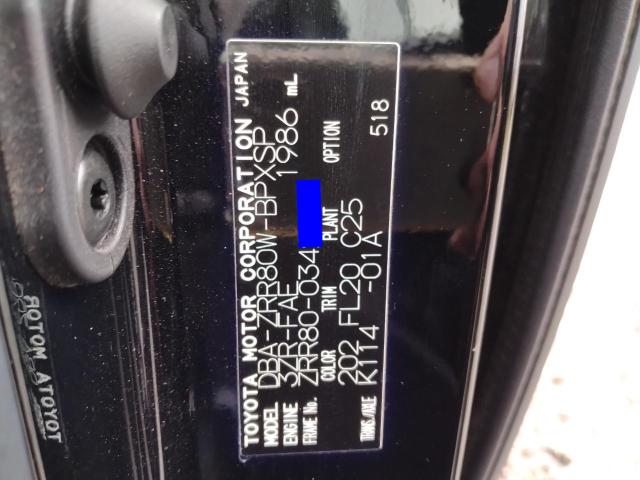 TOYOTA MOTOR CORPORATION JAPAN
MODEL DBA-ZRR80W-BPXSP
ENGINE 3ZR-FAE 1986 mL
FRAME No. ZRR80-034
COLOR TRIM PLANT OPTION
202 FL20 C25 518
TRANS/AXLE K114 -01A